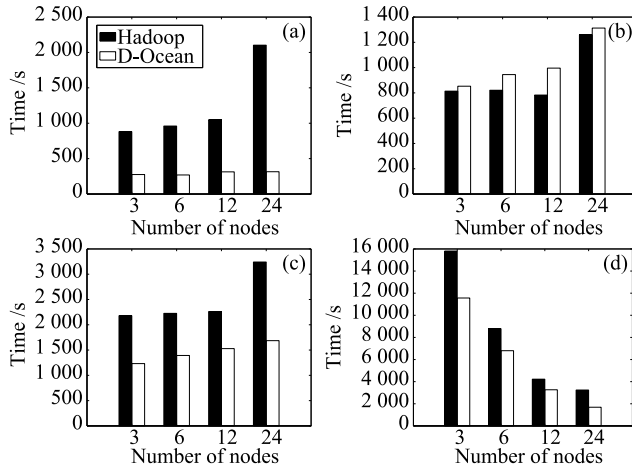 2 500
2 000
1 500
1 000
500
0
Time /s
Hadoop
D-Ocean
(a)
3 6 12 24
Number of nodes
1 400
1 200
1 000
800
600
400
200
0
Time /s
(b)
3 6 12 24
Number of nodes
3 500
3 000
2 500
2 000
1 500
1 000
500
0
Time /s
(c)
3 6 12 24
Number of nodes
16 000
14 000
12 000
10 000
8 000
6 000
4 000
2 000
0
Time /s
(d)
3 6 12 24
Number of nodes